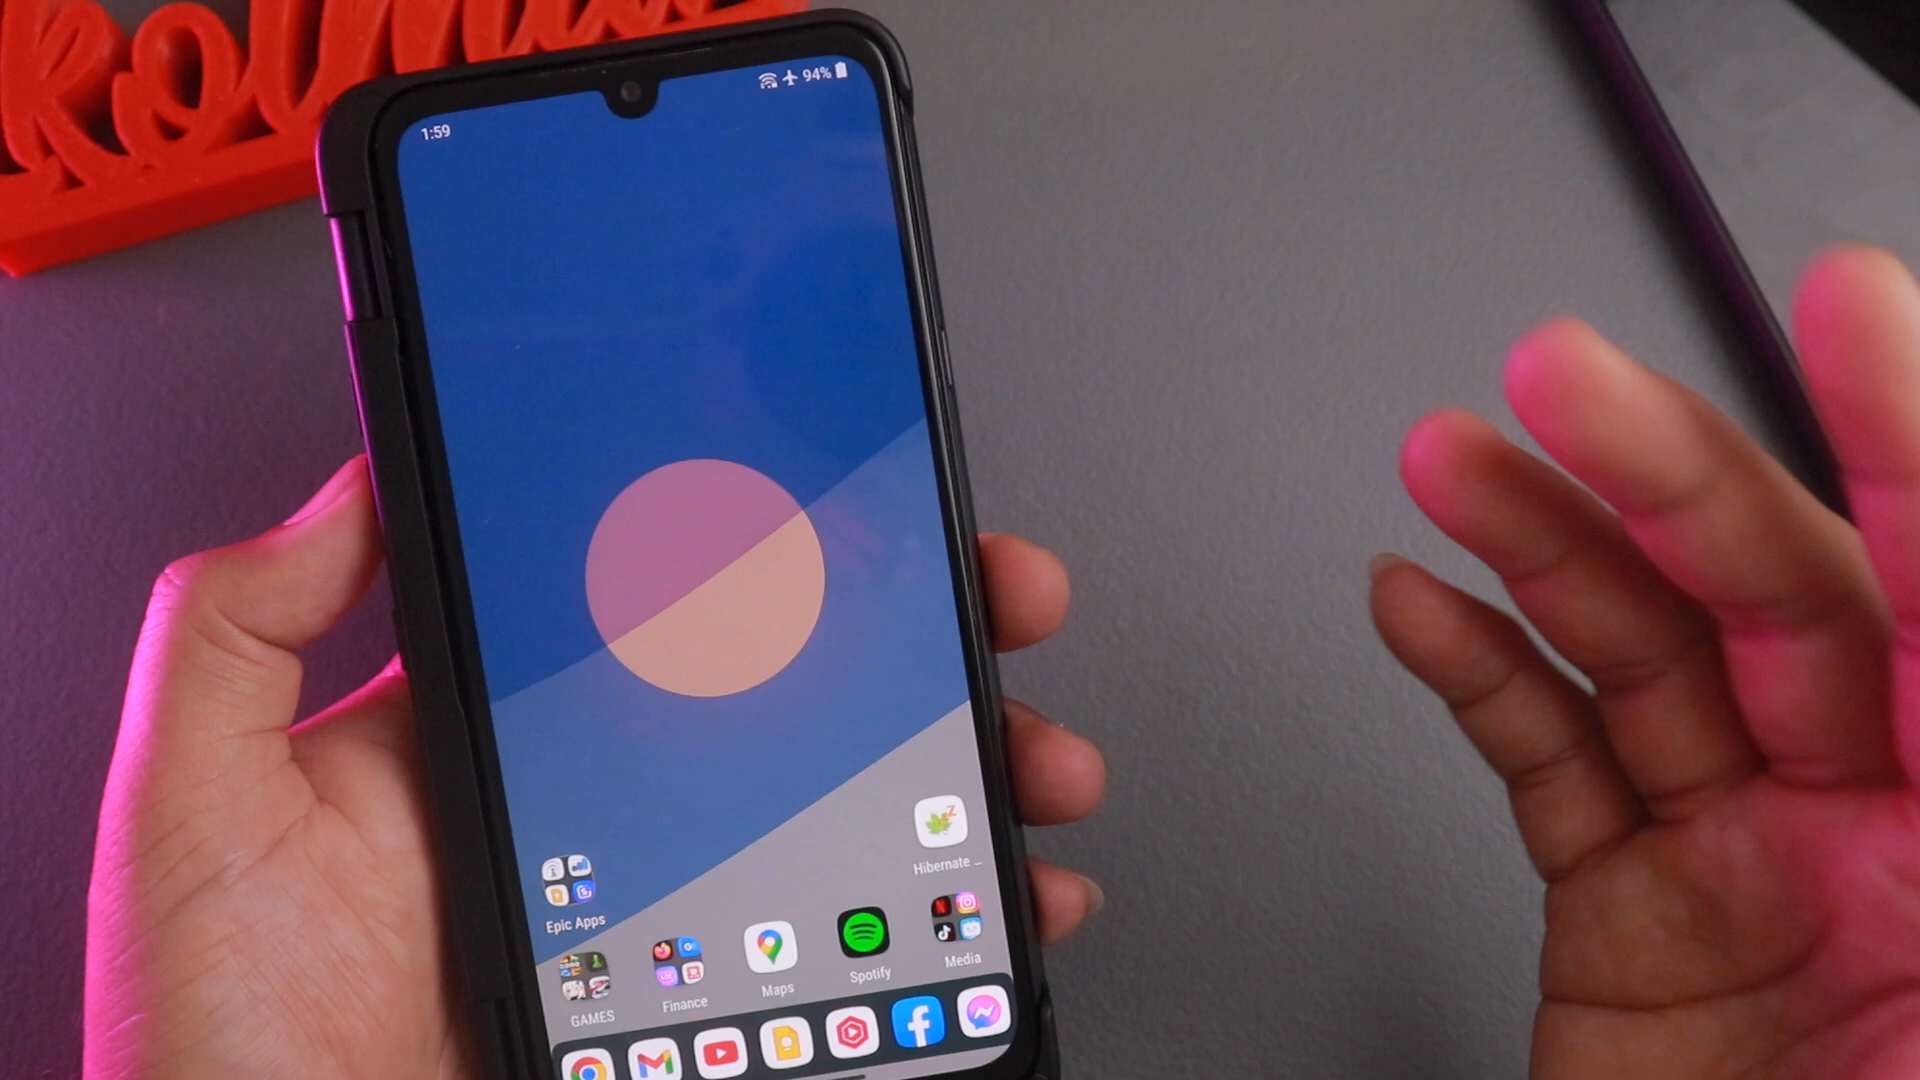 94%
1:59
Hibernate ...
Epic Apps
GAMES
Finance
Maps
Spotify
Media